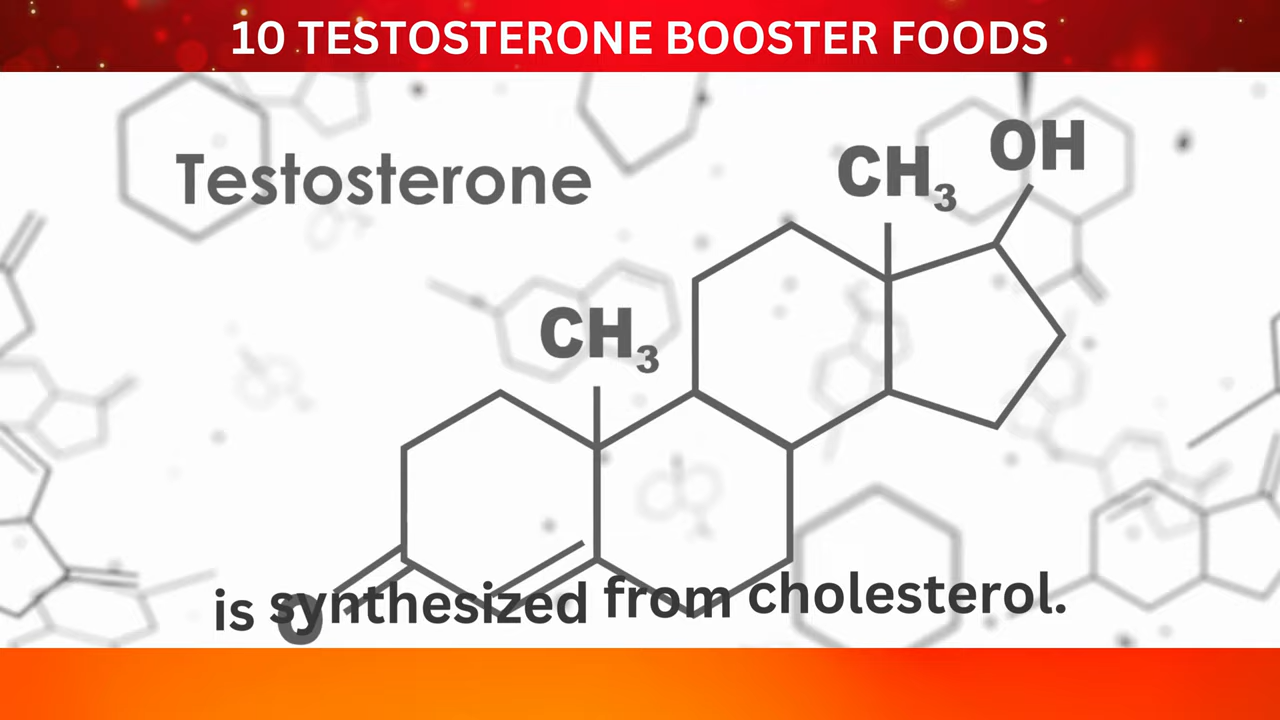 10 TESTOSTERONE BOOSTER FOODS
OH
CH3
Testosterone
CH3
O
is synthesized from cholesterol.